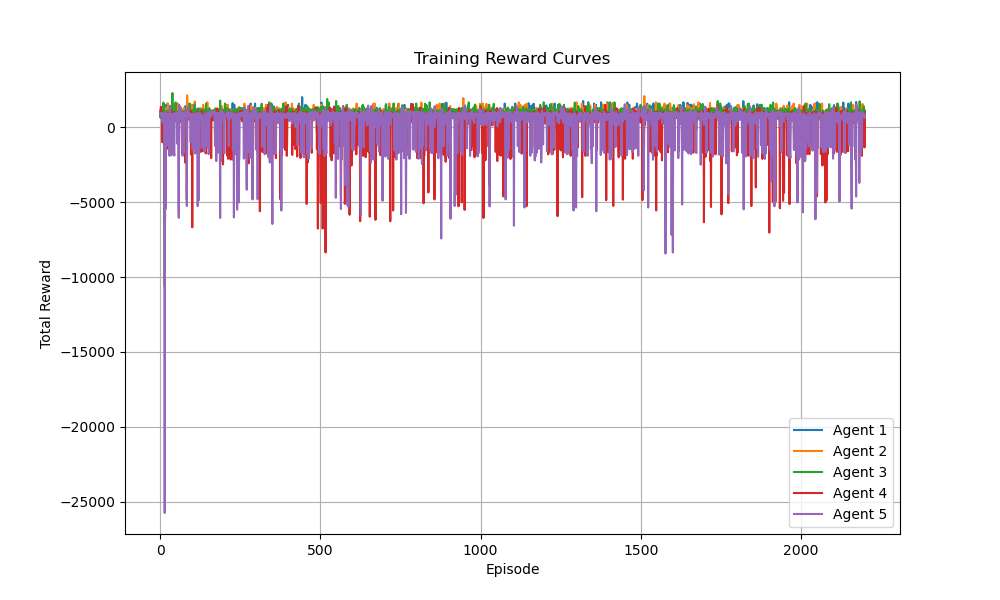 Training Reward Curves
Total Reward
0
−5000
−10000
−15000
−20000
−25000
0
500
1000
1500
2000
Episode
Agent 1
Agent 2
Agent 3
Agent 4
Agent 5